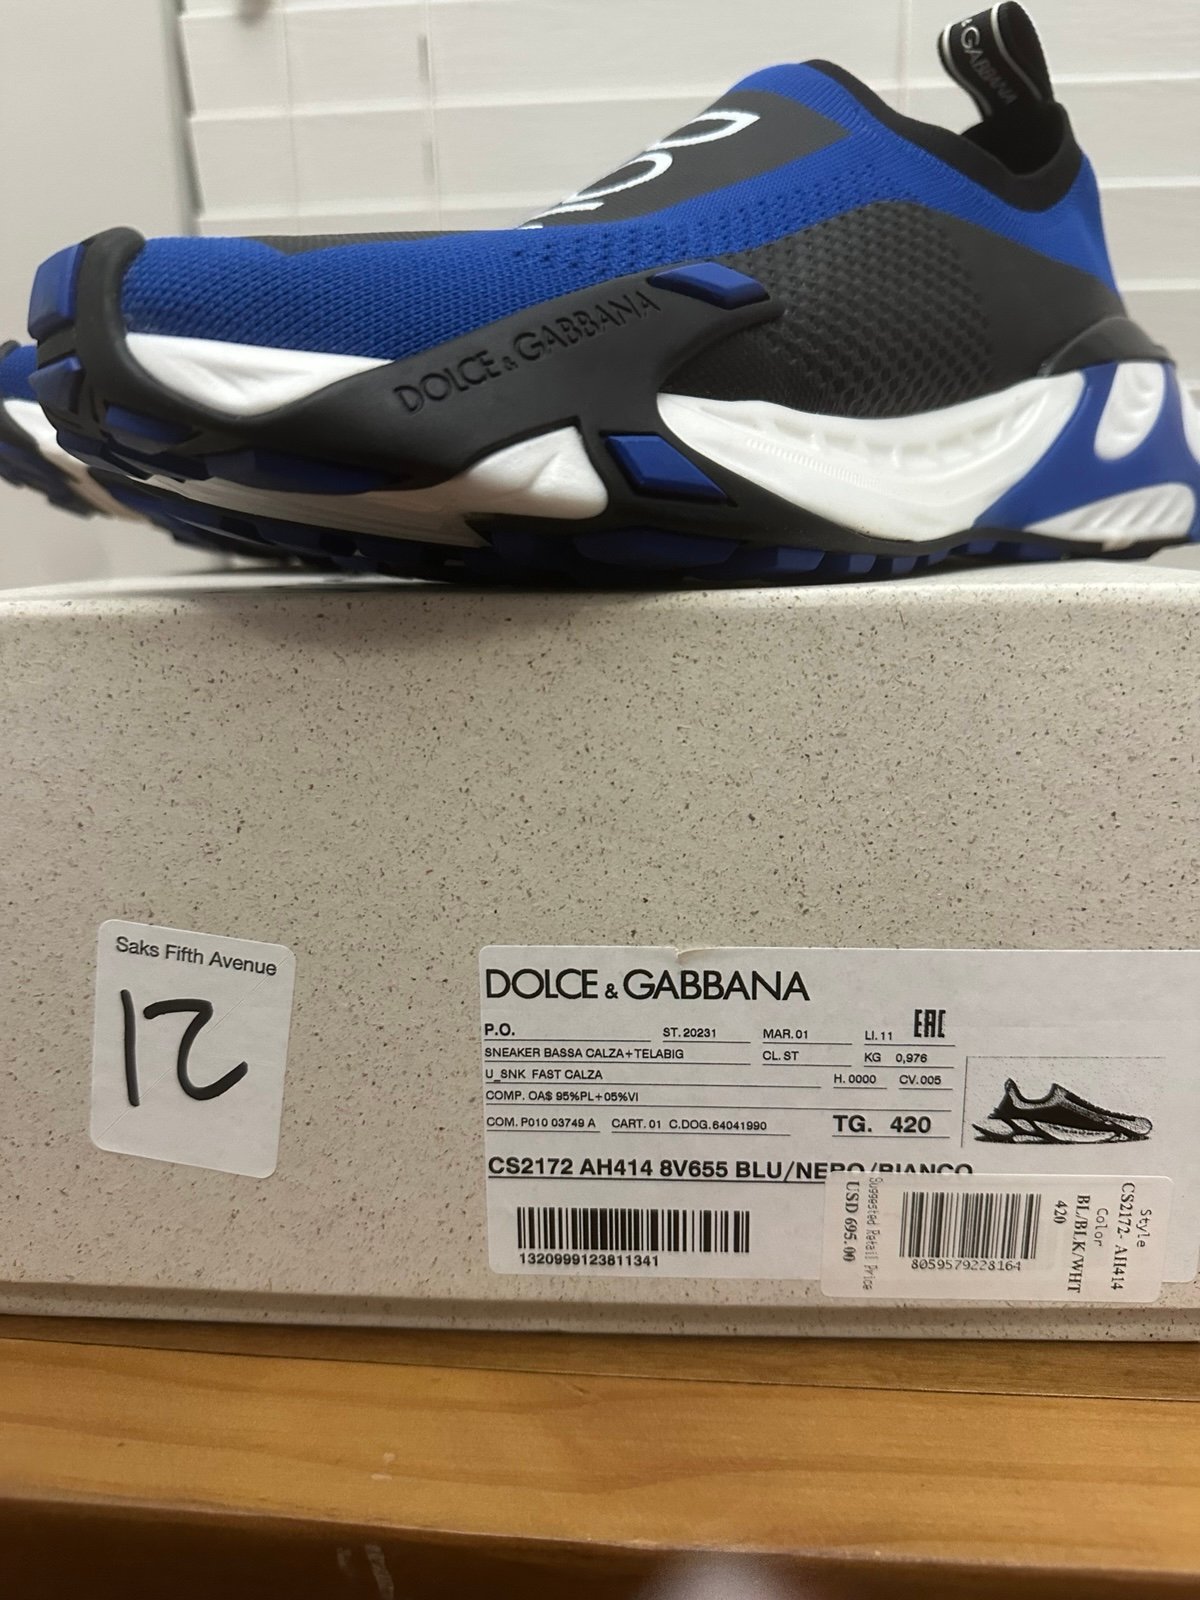 & GABBANA
DOL
DOLCE & GABBANA
Saks Fifth Avenue
12
DOLCE & GABBANA
P.O.
ST. 20231
MAR. 01
LI. 11
EAC
SNEAKER BASSA CALZA+TELABIG
CL. ST
KG 0,976
U_SNK FAST CALZA
H. 0000
CV. 005
COMP. OA$ 95%PL+05%VI
COM. P010 03749 A
CART. 01
C.DOG. 64041990
TG. 420
CS2172 AH414 8V655 BLU/NERO/BIANCO
1320999123811341
Style
CS2172- AH414
Color
BL/BLK/WHT
420
8059579228164
Suggested Retail Price
USD 695.00